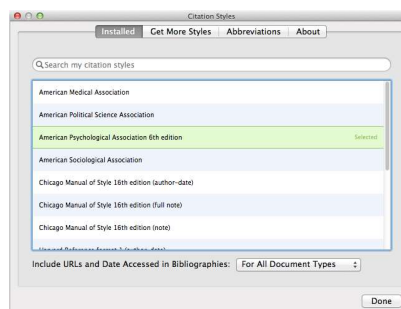 Citation Styles
Installed Get More Styles Abbreviations About
Search my citation styles
American Medical Association
American Political Science Association
American Psychological Association 6th edition Selected
American Sociological Association
Chicago Manual of Style 16th edition (author-date)
Chicago Manual of Style 16th edition (full note)
Chicago Manual of Style 16th edition (note)
Include URLs and Date Accessed in Bibliographies: For All Document Types
Done